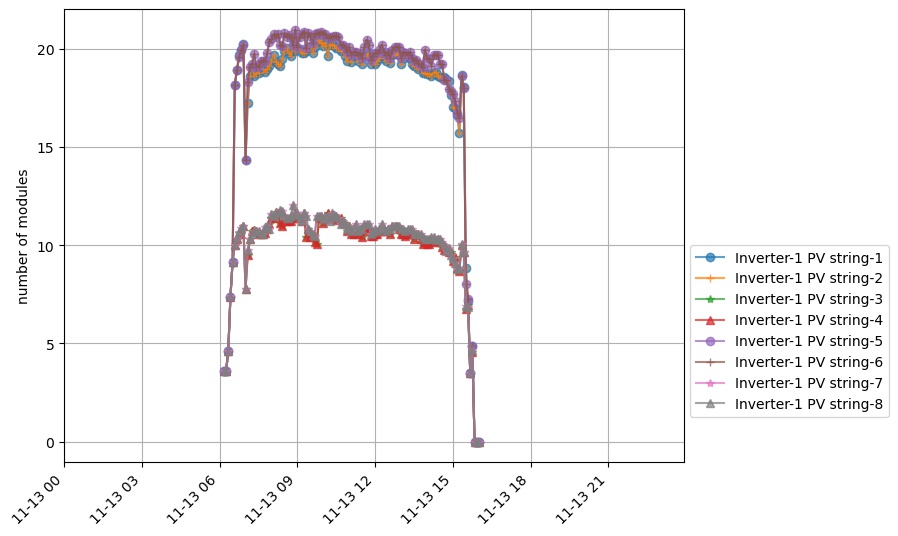 number of modules
20
15
10
5
0
11-13 00
11-13 03
11-13 06
11-13 09
11-13 12
11-13 15
11-13 18
11-13 21
Inverter-1 PV string-1
Inverter-1 PV string-2
Inverter-1 PV string-3
Inverter-1 PV string-4
Inverter-1 PV string-5
Inverter-1 PV string-6
Inverter-1 PV string-7
Inverter-1 PV string-8